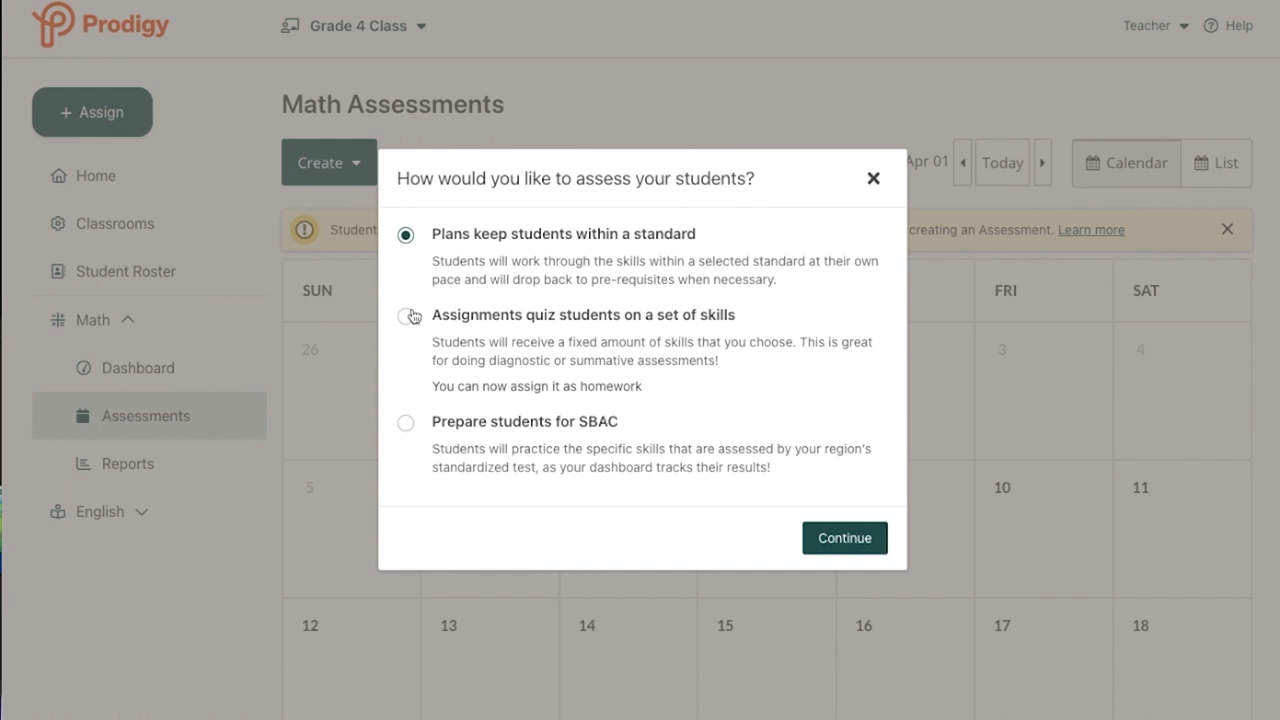 Prodigy
Grade 4 Class
Teacher
Help
+ Assign
Home
Classrooms
Student Roster
Math
Dashboard
Assessments
Reports
English
Math Assessments
Create
Apr 01
Today
Calendar
List
Student
creating an Assessment. Learn more
How would you like to assess your students?
Plans keep students within a standard
Students will work through the skills within a selected standard at their own
pace and will drop back to pre-requisites when necessary.
Assignments quiz students on a set of skills
Students will receive a fixed amount of skills that you choose. This is great
for doing diagnostic or summative assessments!
You can now assign it as homework
Prepare students for SBAC
Students will practice the specific skills that are assessed by your region's
standardized test, as your dashboard tracks their results!
Continue
SUN FRI SAT
26 3 4
5 10 11
12 13 14 15 16 17 18